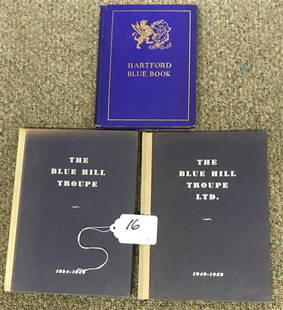 HARTFORD
BLUE BOOK
THE
BLUE HILL
TROUPE
1924-1949
THE
BLUE HILL
TROUPE
LTD.
1949-1959
16